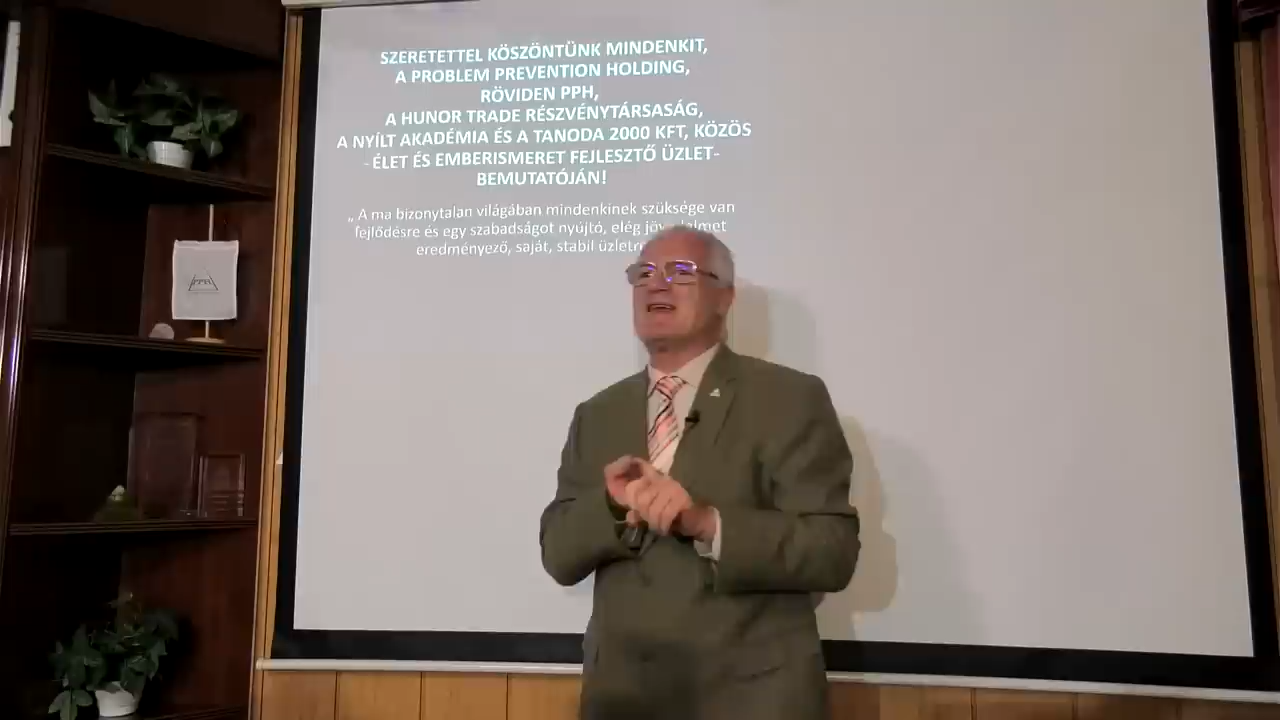 SZERETETTEL KÖSZÖNTÜNK MINDENKIT,
A PROBLEM PREVENTION HOLDING,
RÖVIDEN PPH,
A HUNOR TRADE RÉSZVÉNYTÁRSASÁG,
A NYÍLT AKADÉMIA ÉS A TANODA 2000 KFT, KÖZÖS
- ÉLET ÉS EMBERISMERET FEJLESZTŐ ÜZLET-
BEMUTATÓJÁN!
„ A ma bizonytalan világában mindenkinek szüksége van
fejlődésre és egy szabadságot nyújtó, elég
eredményező, saját, stabil
PPH